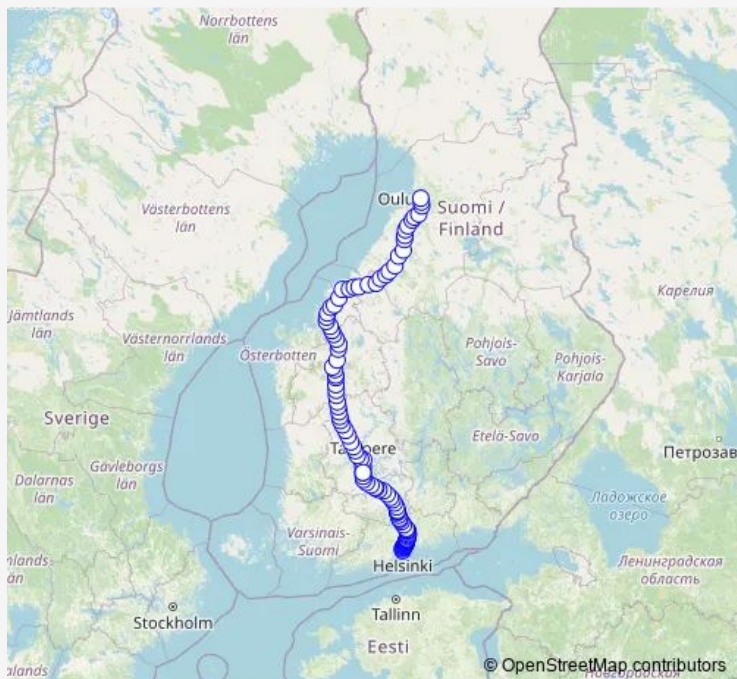 Norrbottens
län
Västerbottens
län
Oulu
Suomi /
Finland
Jämtlands
län
Västernorrlands
län
Österbotten
Pohjois-
Savo
Pohjois-
Karjala
Карелия
Sverige
Dalarnas
län
Gävleborgs
län
Etelä-Savo
Петрозав
Varsinais-
Suomi
Ладожское
озеро
Helsinki
Ленинградская
область
Tallinn
Stockholm
Eesti
© OpenStreetMap contributors